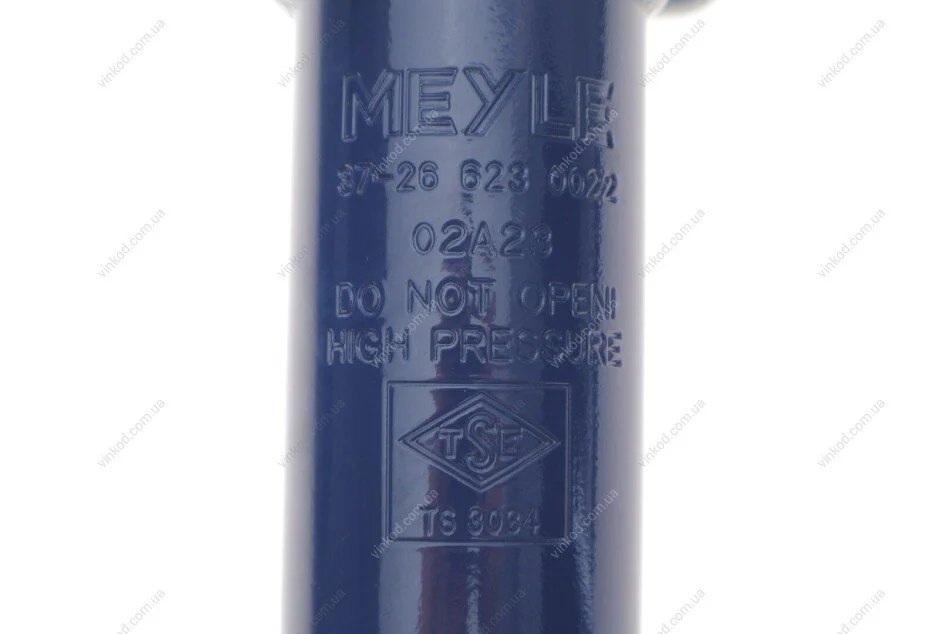 MEYLE
37-26 623 0022
02A23
DO NOT OPEN!
HIGH PRESSURE
TSE
TS 3034
vinkod.com.ua